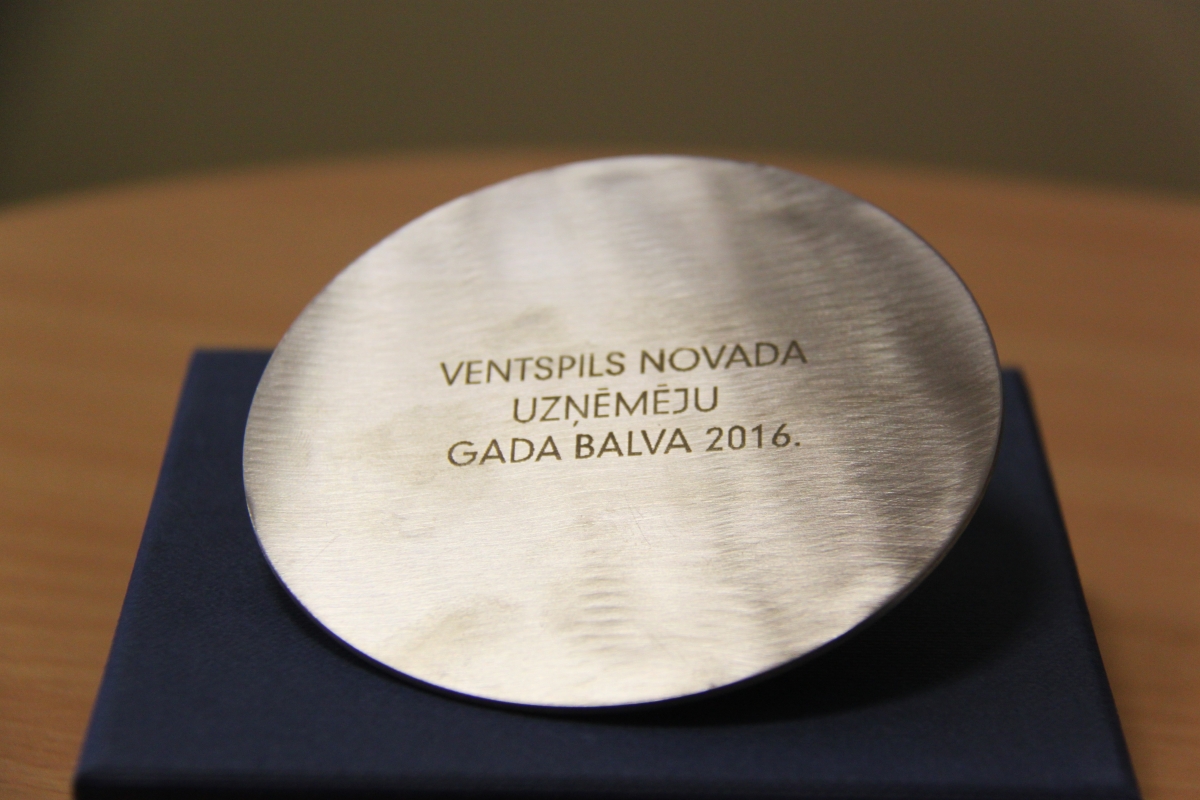 VENTSPILS NOVADA
UZŅĒMĒJU
GADA BALVA 2016.